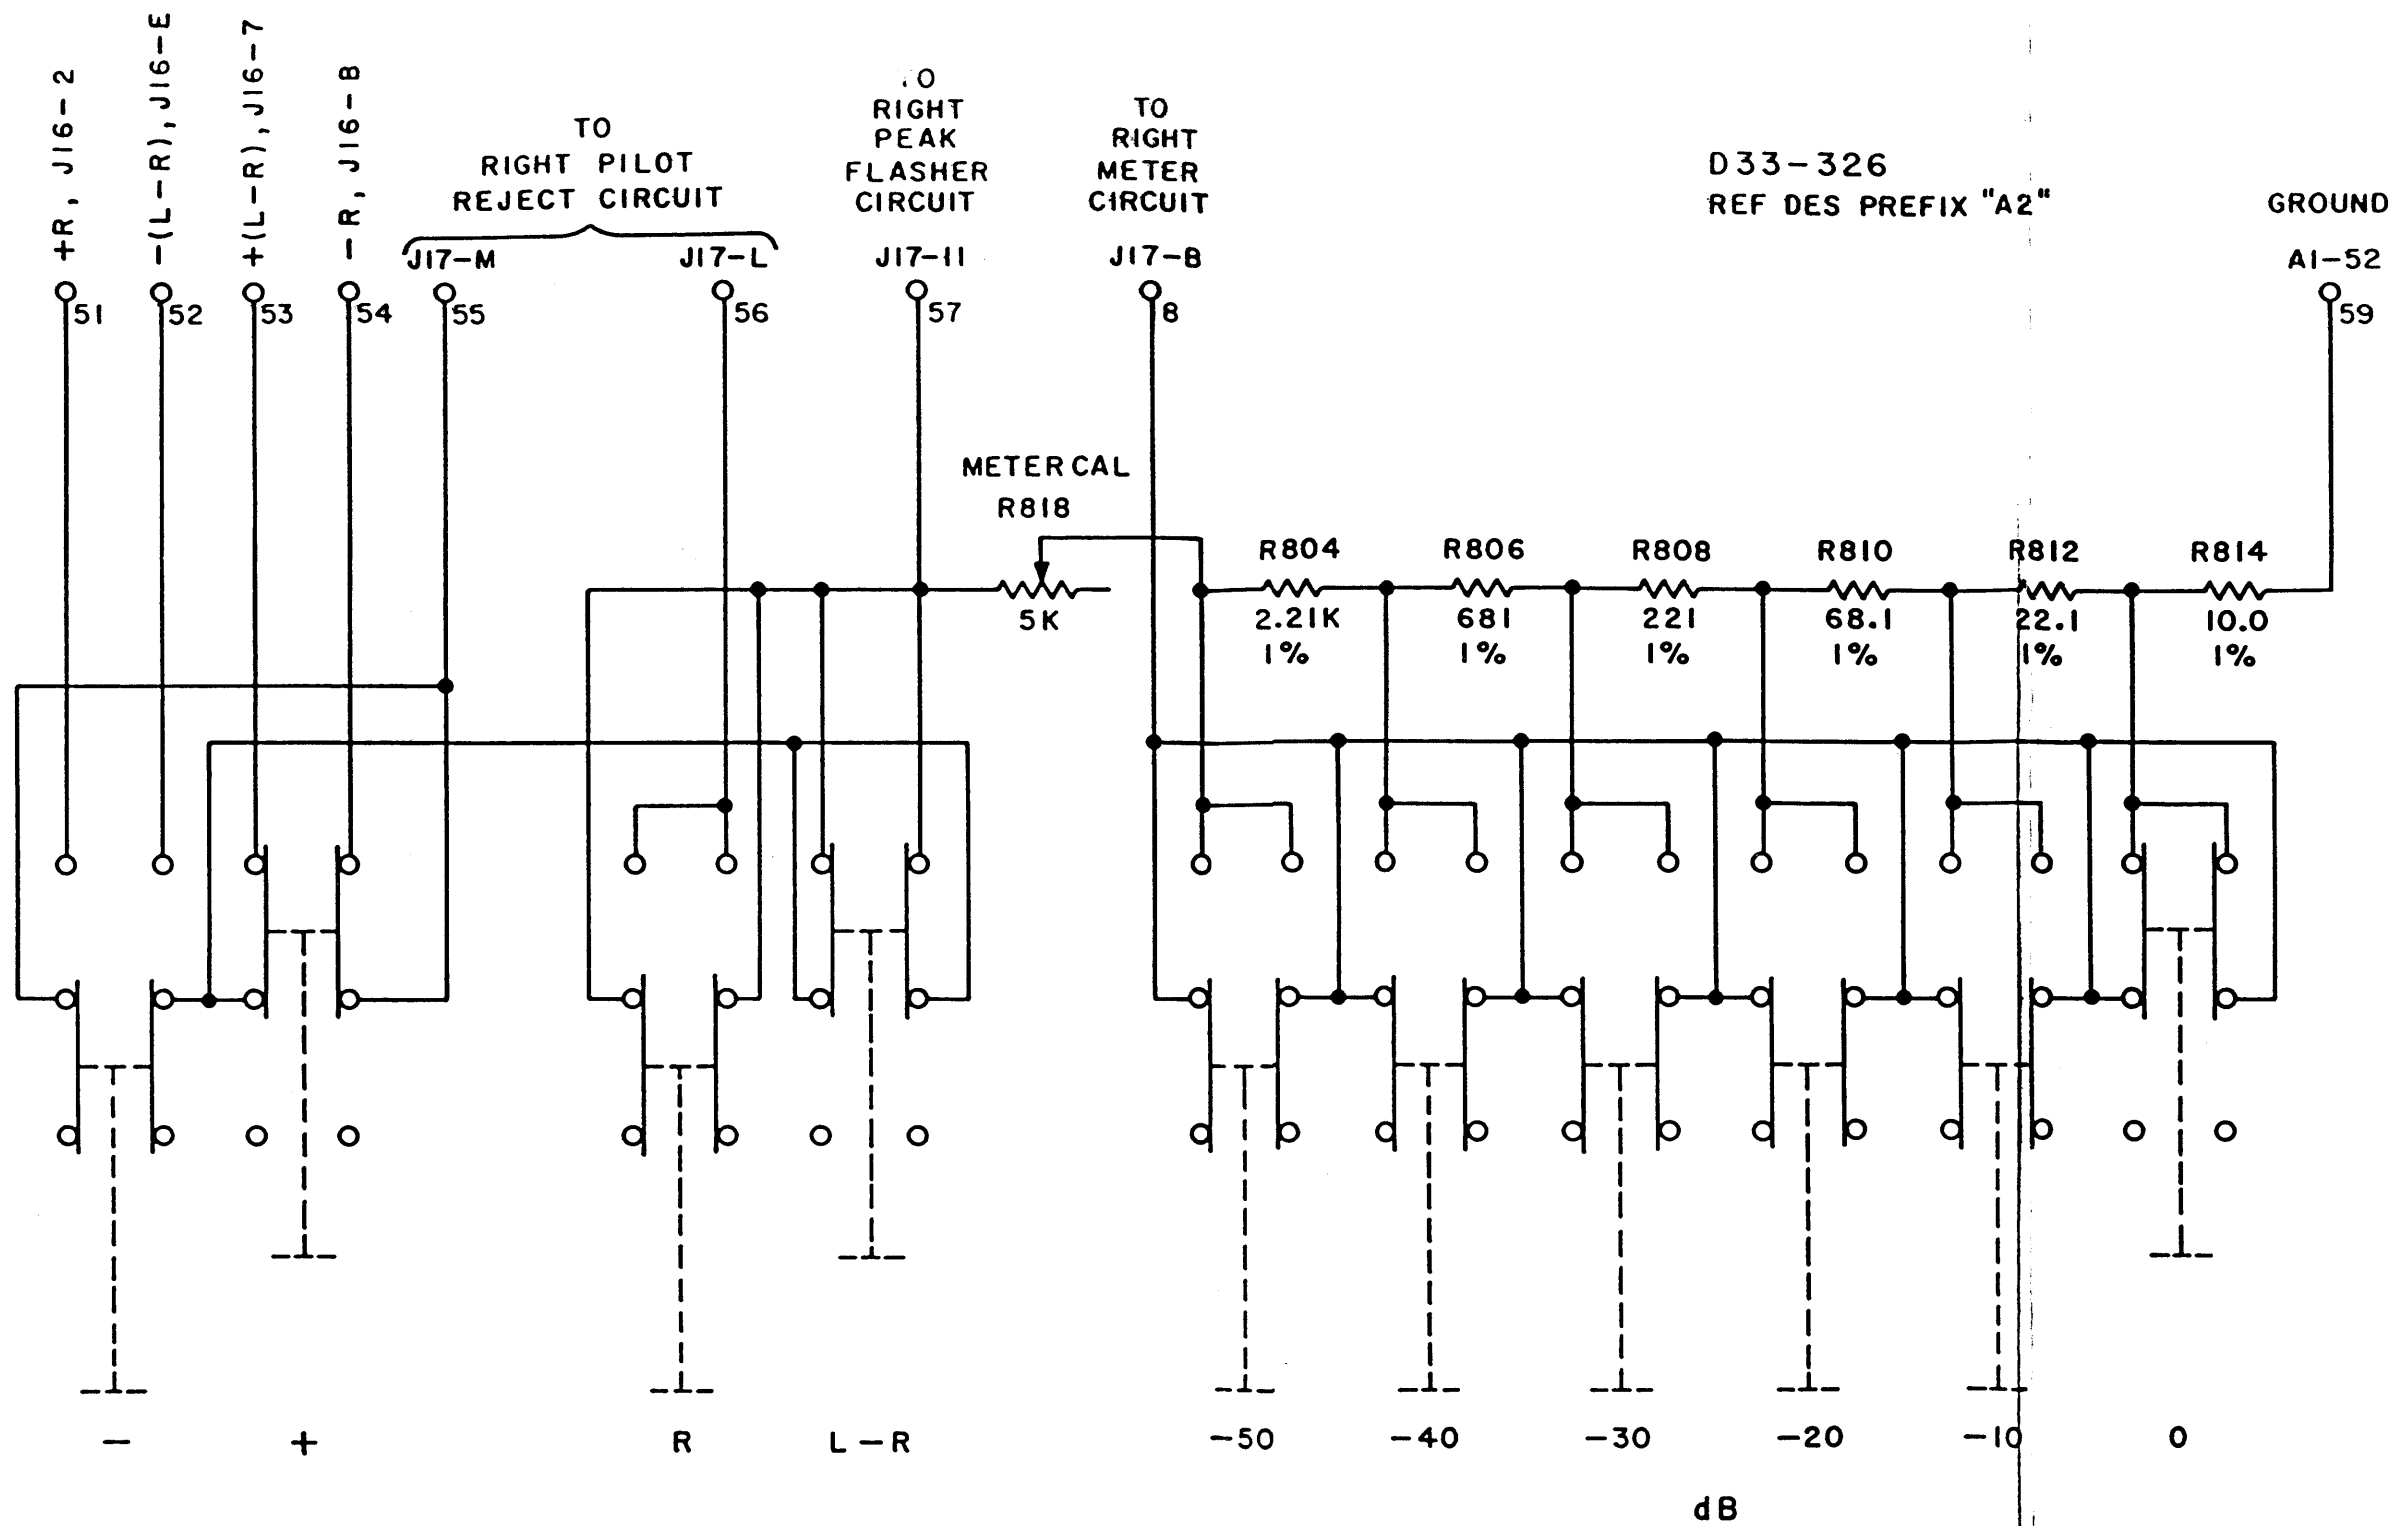 +R, J16-2
-(L-R), J16-E
+(L-R), J16-7
-R, J16-B
TO
RIGHT PILOT
REJECT CIRCUIT
J17-M
J17-L
RIGHT
PEAK
FLASHER
CIRCUIT
J17-11
TO
RIGHT
METER
CIRCUIT
J17-B
D33-326
REF DES PREFIX "A2"
GROUND
A1-52
51
52
53
54
55
56
57
8
59
METER CAL
R818
5K
R804
2.21K
1%
R806
681
1%
R808
221
1%
R810
68.1
1%
R812
22.1
1%
R814
10.0
1%
-
+
R
L-R
-50
-40
-30
-20
-10
0
dB